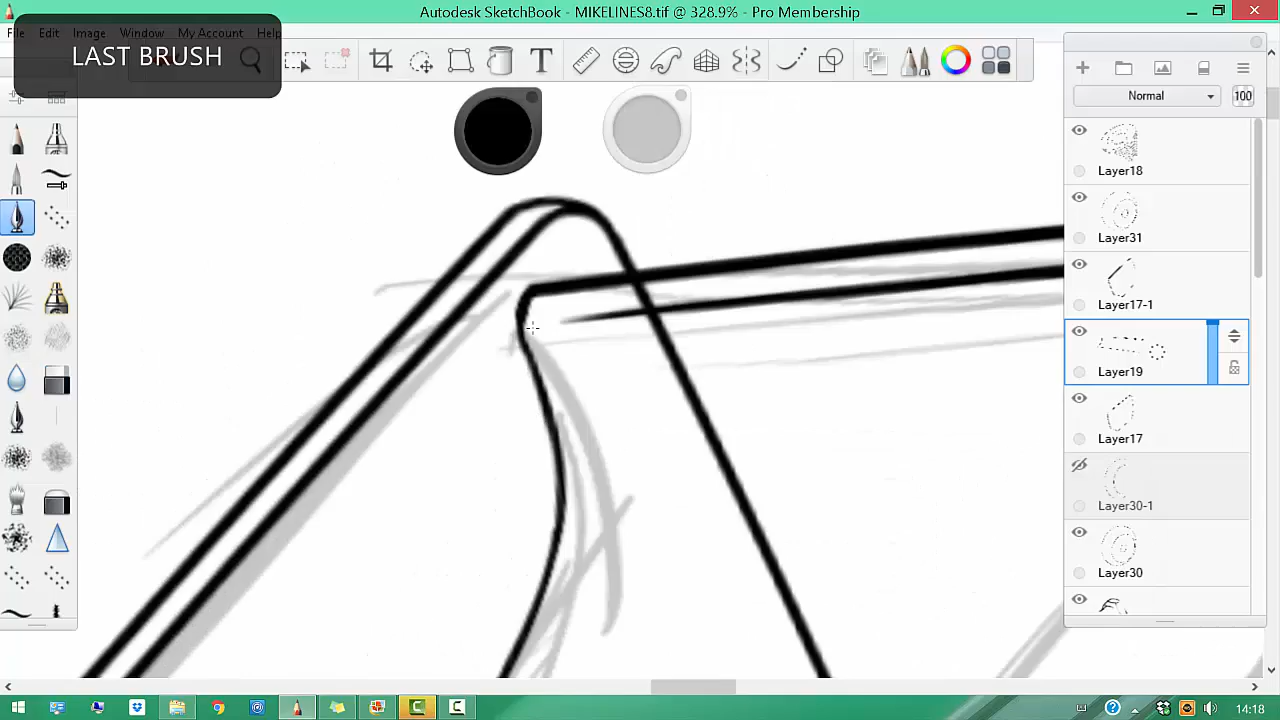 Autodesk SketchBook - MIKELINES8.tif @ 328.9% - Pro Membership
File Edit Image Window My Account Help
LAST BRUSH
T
Normal
100
Layer18
Layer31
Layer17-1
Layer19
Layer17
Layer30-1
Layer30
14:18